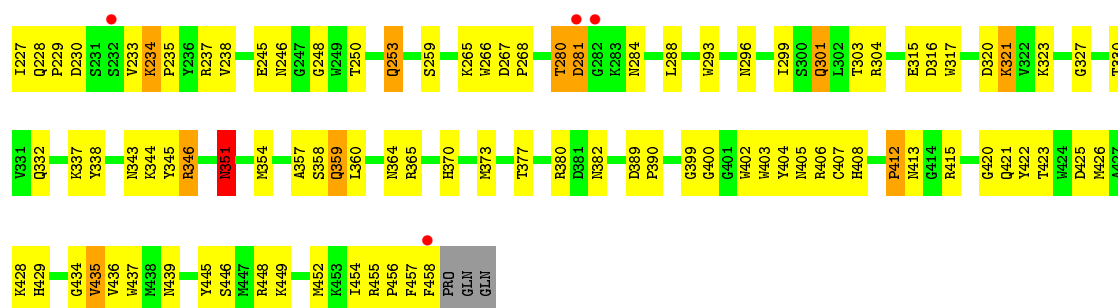 I227 Q228 P229 D230 S231 S232 V233 K234 P235 Y236 R237 V238 E245 N246 G247 G248 W249 T250 Q253 S259 K265 W266 D267 P268 T280 D281 G282 K283 N284 L288 W293 N296 I299 S300 Q301 L302 T303 R304 E315 D316 W317 D320 K321 V322 K323 G327 T330
V331 Q332 K337 Y338 N343 K344 Y345 R346 N351 M354 A357 S358 Q359 L360 N364 R365 H370 M373 T377 R380 D381 N382 D389 P390 G399 G400 G401 W402 W403 Y404 N405 R406 C407 H408 P412 N413 G414 R415 G420 Q421 Y422 T423 W424 D425 M426 A427
K428 H429 G434 V435 V436 W437 M438 N439 Y445 S446 M447 R448 K449 M452 K453 I454 R455 P456 F457 F458 PRO GLN GLN